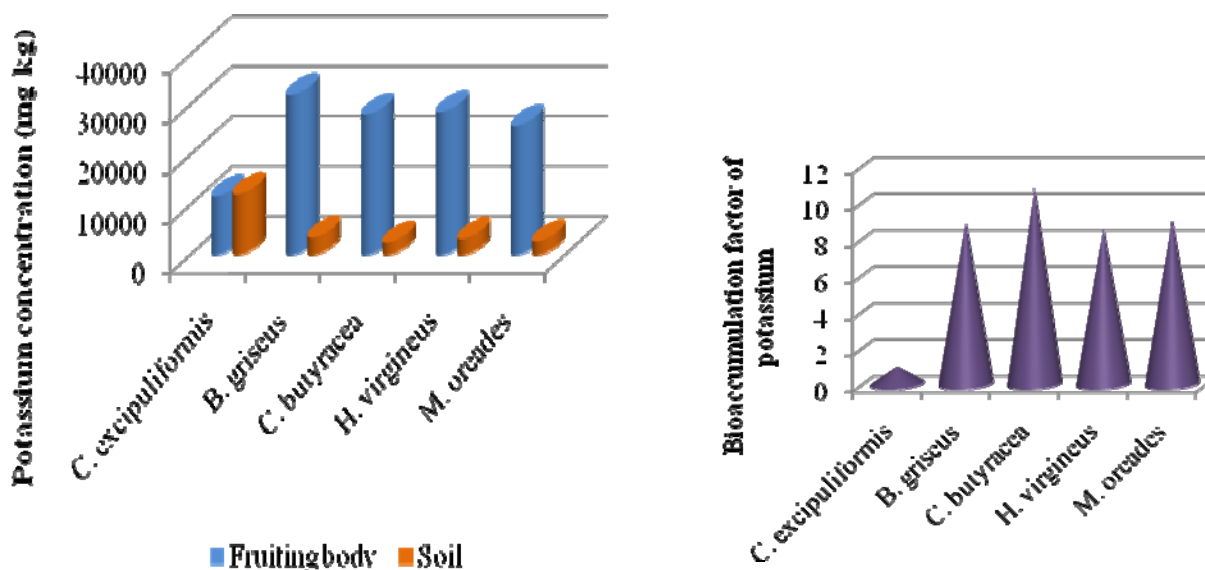 Potassium concentration (mg kg)
40000
30000
20000
10000
0
C. excipuliformis
B. griseus
C. butyracea
H. virgineus
M. oreades
Fruitingbody
Soil
Bioaccumulation factor of
potassium
12
10
8
6
4
2
0
C. excipuliformis
B. griseus
C. butyracea
H. virgineus
M. oreades